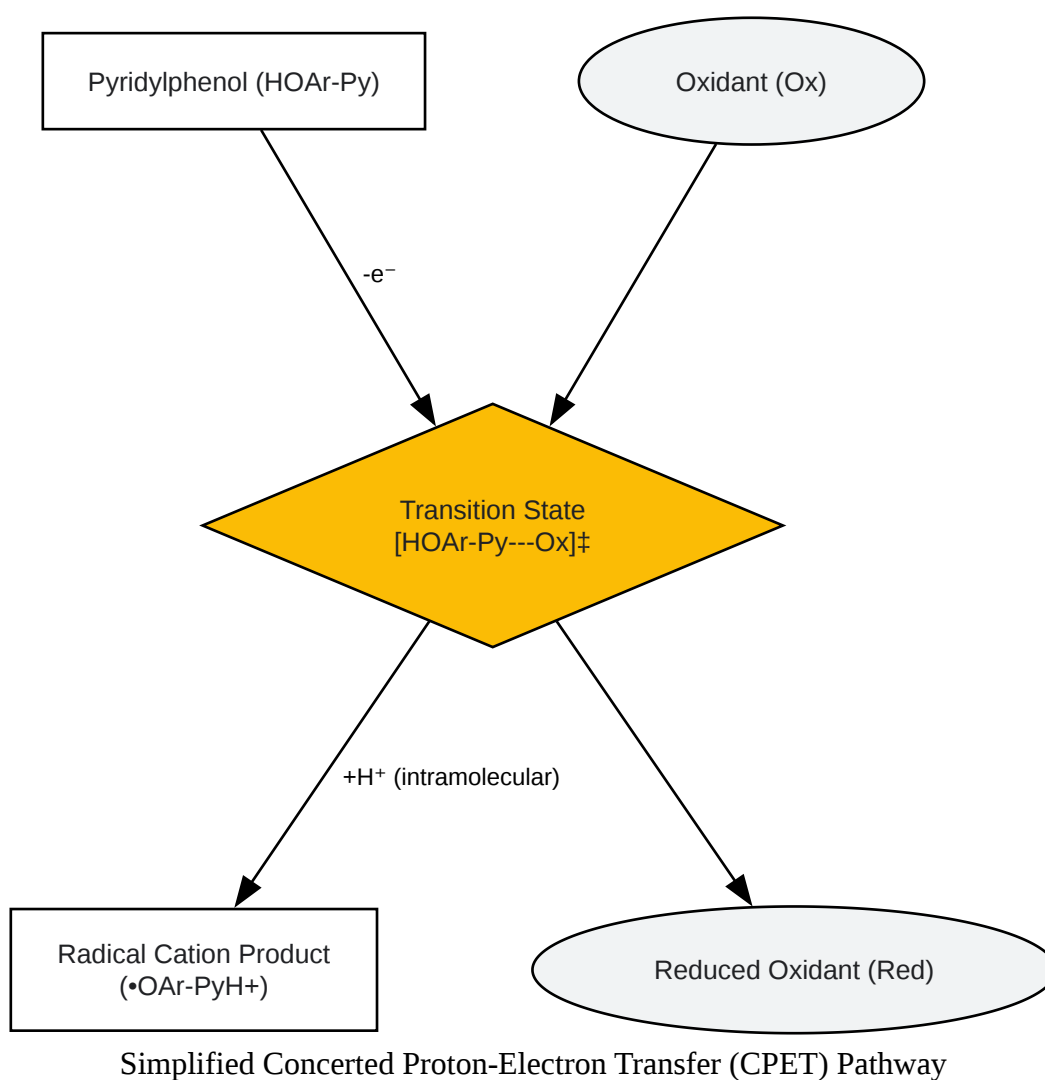 Pyridylphenol (HOAr-Py)
Oxidant (Ox)
-e⁻
Transition State
[HOAr-Py---Ox]‡
+H⁺ (intramolecular)
Radical Cation Product
(•OAr-PyH+)
Reduced Oxidant (Red)
Simplified Concerted Proton-Electron Transfer (CPET) Pathway